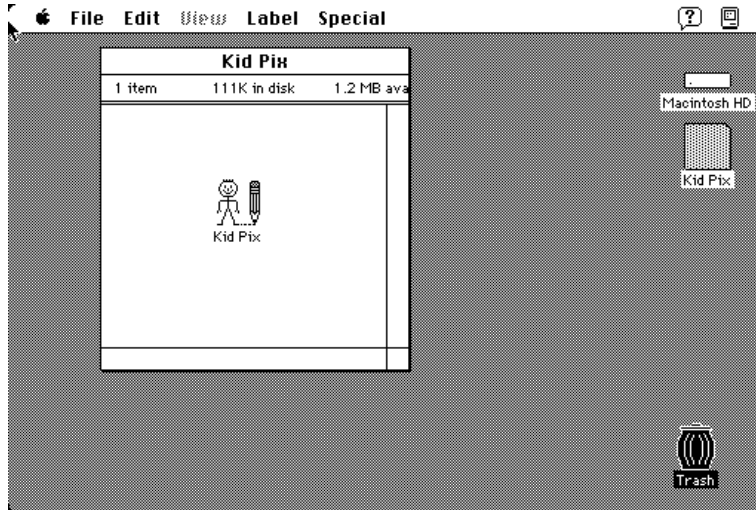 File Edit View Label Special
Kid Pix
1 item 111K in disk 1.2 MB ava
Macintosh HD
Kid Pix
Kid Pix
Trash